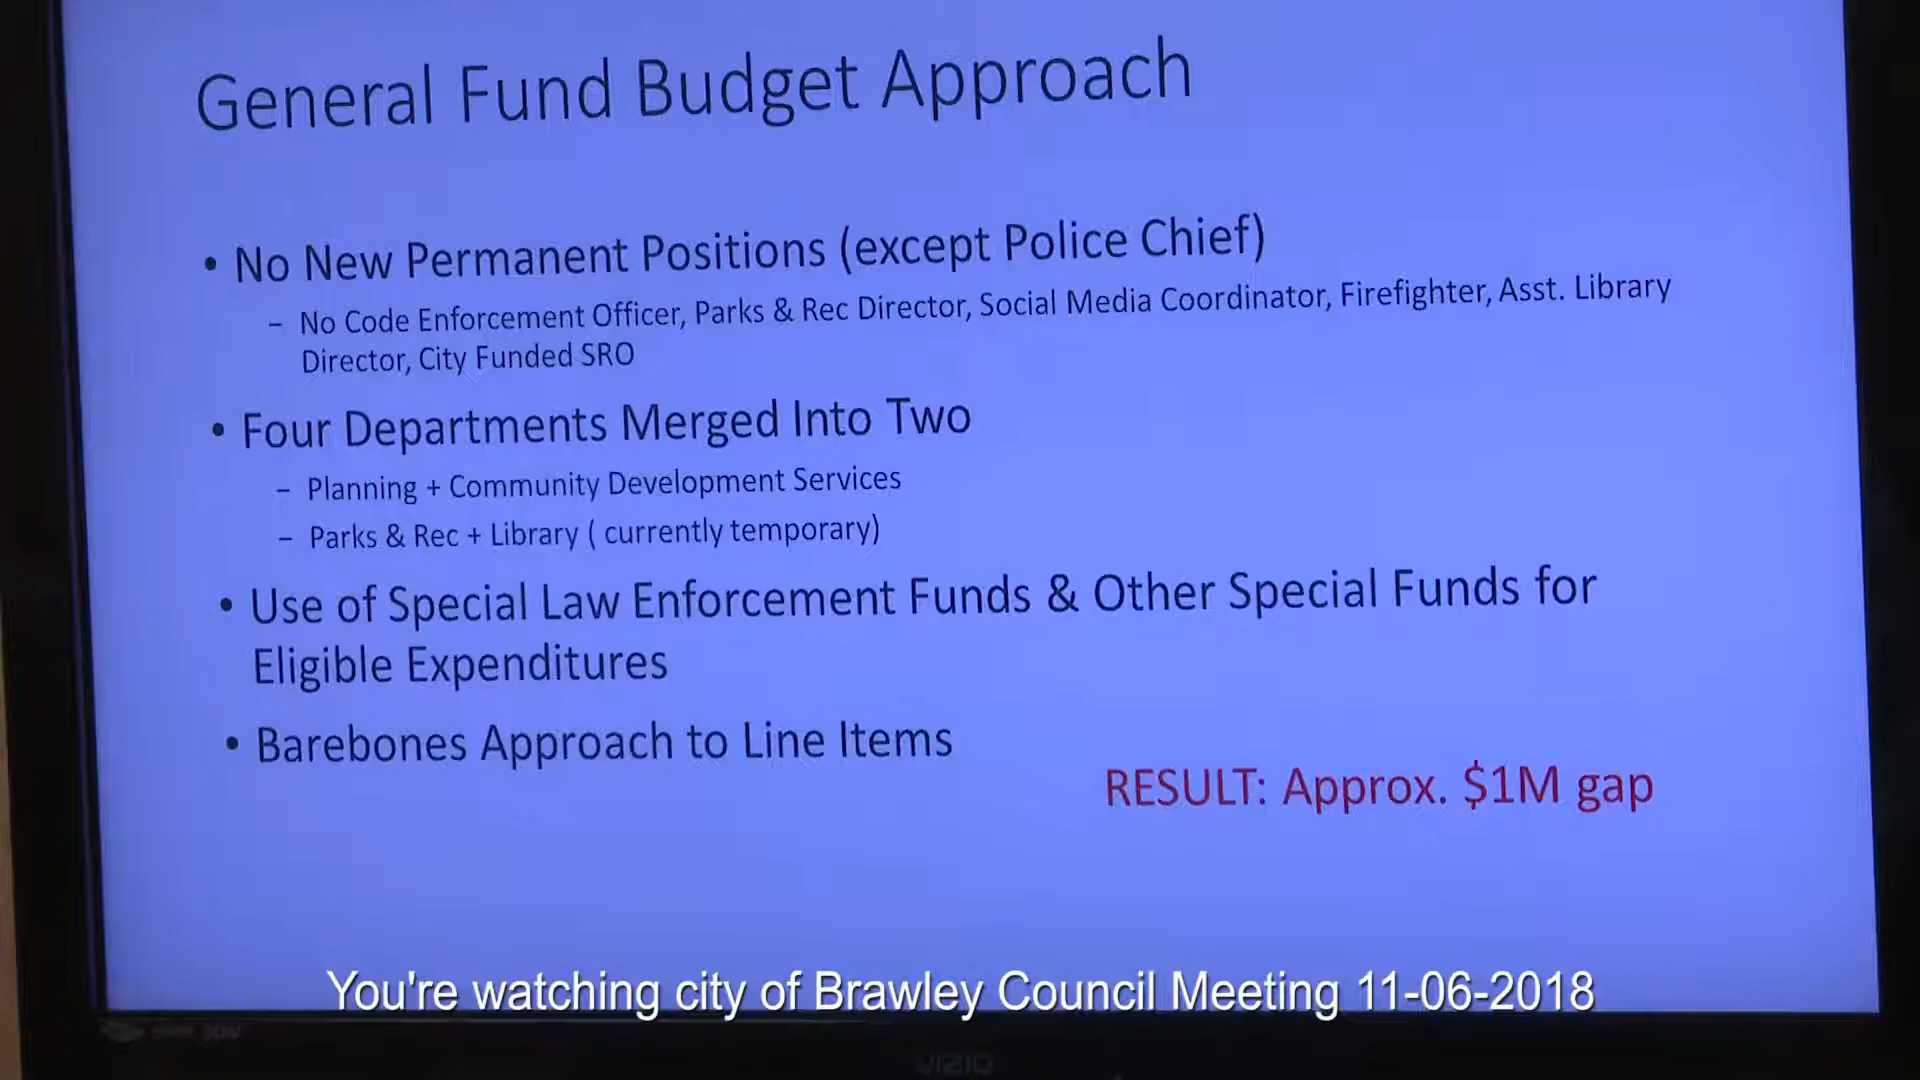 General Fund Budget Approach
• No New Permanent Positions (except Police Chief)
– No Code Enforcement Officer, Parks & Rec Director, Social Media Coordinator, Firefighter, Asst. Library
Director, City Funded SRO
• Four Departments Merged Into Two
– Planning + Community Development Services
– Parks & Rec + Library ( currently temporary)
• Use of Special Law Enforcement Funds & Other Special Funds for
Eligible Expenditures
• Barebones Approach to Line Items
RESULT: Approx. $1M gap
You're watching city of Brawley Council Meeting 11-06-2018
VIZIO